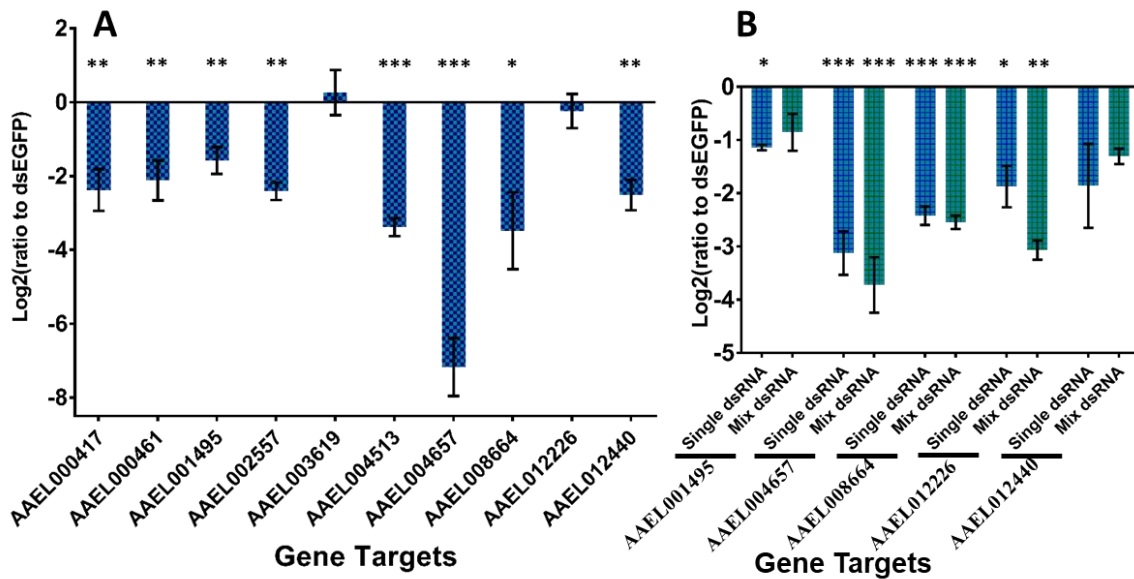 A
Log2(ratio to dsEGFP)
2
0
-2
-4
-6
-8
** ** ** ** *** *** * **
AAEL000417
AAEL000461
AAEL001495
AAEL002557
AAEL003619
AAEL004513
AAEL004657
AAEL008664
AAEL012226
AAEL012440
Gene Targets
B
Log2(ratio to dsEGFP)
0
-1
-2
-3
-4
-5
* *** *** *** *** * **
Single dsRNA
Mix dsRNA
Single dsRNA
Mix dsRNA
Single dsRNA
Mix dsRNA
Single dsRNA
Mix dsRNA
Single dsRNA
Mix dsRNA
AAEL001495
AAEL004657
AAEL008664
AAEL012226
AAEL012440
Gene Targets